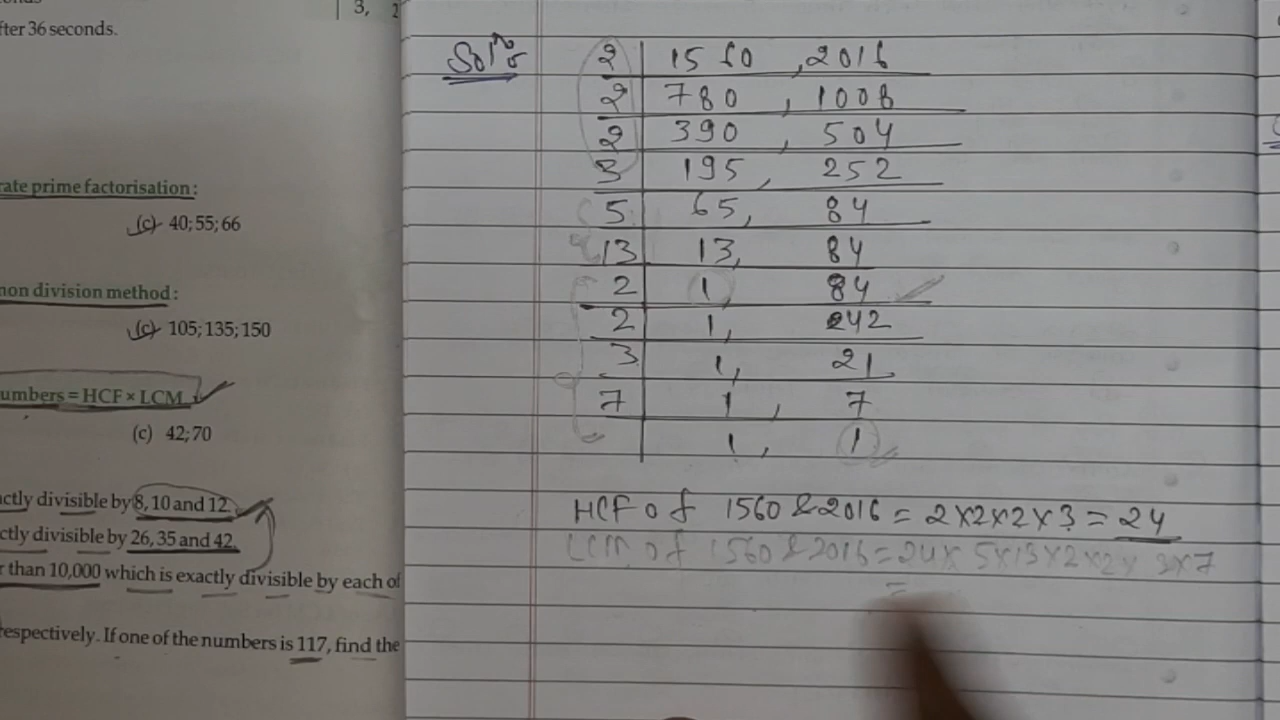 3, 2
fter 36 seconds.
rate prime factorisation:
(c) 40; 55; 66
non division method:
(c) 105; 135; 150
umbers = HCF × LCM
(c) 42; 70
ctly divisible by 8, 10 and 12
ctly divisible by 26, 35 and 42.
r than 10,000 which is exactly divisible by each of
respectively. If one of the numbers is 117, find the
Solⁿ
2 | 1560, 2016
2 | 780, 1008
2 | 390, 504
3 | 195, 252
5 | 65, 84
13 | 13, 84
2 | 1, 84
2 | 1, 42
3 | 1, 21
7 | 1, 7
| 1, 1
HCF of 1560 & 2016 = 2×2×2×3 = 24
LCM of 1560 & 2016 = 24× 5×13×2×2× 3×7
=